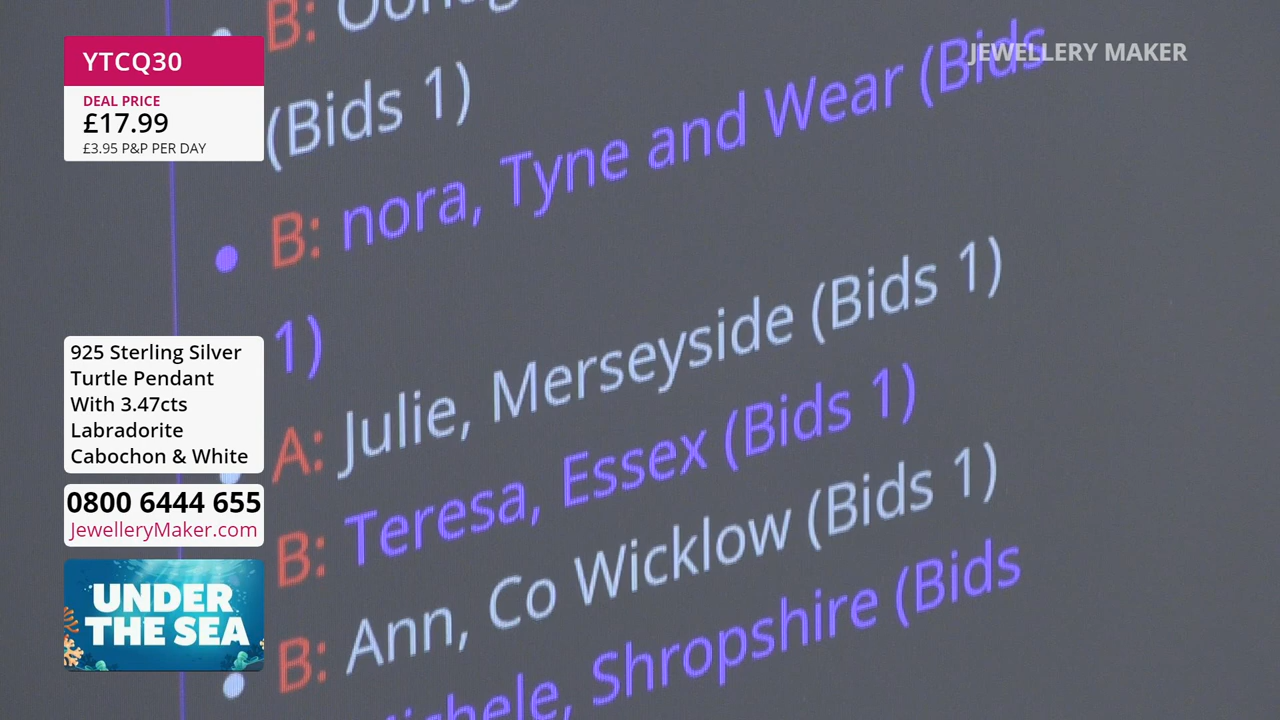 YTCQ30
DEAL PRICE
£17.99
£3.95 P&P PER DAY
925 Sterling Silver
Turtle Pendant
With 3.47cts
Labradorite
Cabochon & White
0800 6444 655
JewelleryMaker.com
UNDER
THE SEA
JEWELLERY MAKER
B:
(Bids 1)
B: nora, Tyne and Wear (Bids
1)
A: Julie, Merseyside (Bids 1)
B: Teresa, Essex (Bids 1)
B: Ann, Co Wicklow (Bids 1)
Shropshire (Bids